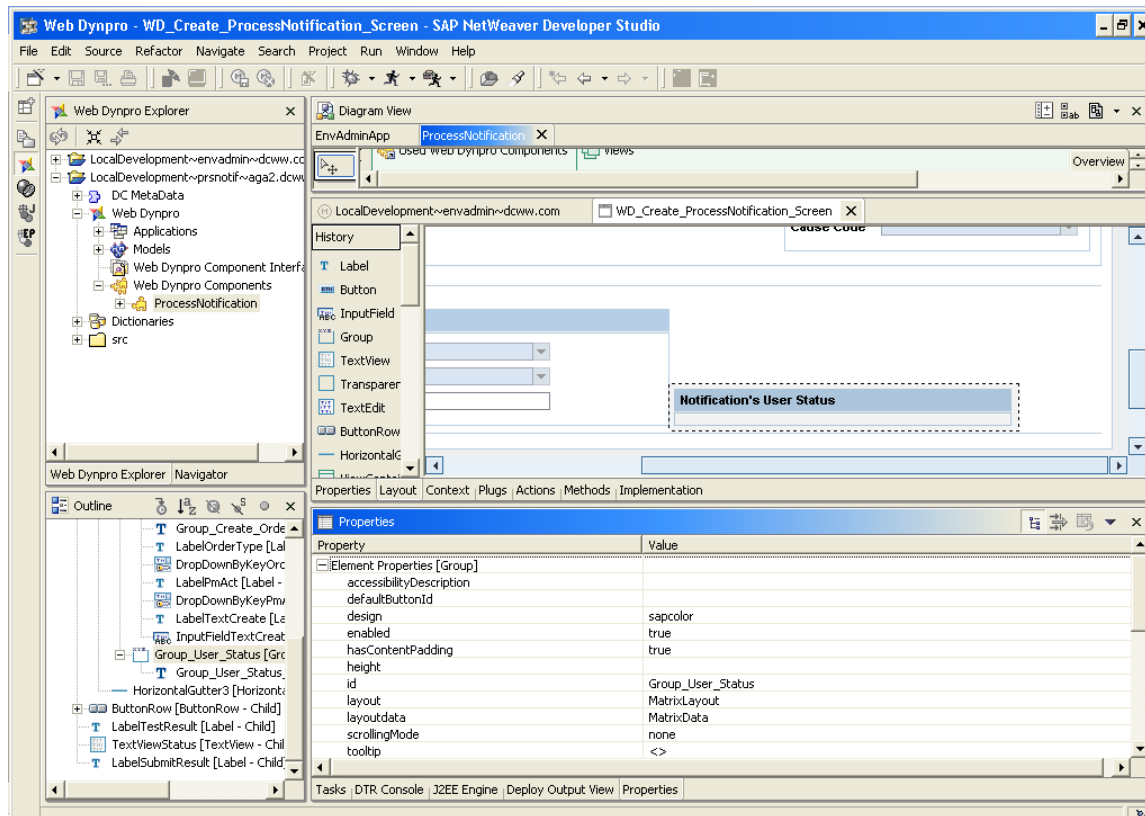 Web Dynpro - WD_Create_ProcessNotification_Screen - SAP NetWeaver Developer Studio
File Edit Source Refactor Navigate Search Project Run Window Help
Web Dynpro Explorer
LocalDevelopment~envadmin~dcww.cc
LocalDevelopment~prsnotif~aga2.dcwv
DC MetaData
Web Dynpro
Applications
Models
Web Dynpro Component Interfa
Web Dynpro Components
ProcessNotification
Dictionaries
src
Web Dynpro Explorer Navigator
Diagram View
EnvAdminApp ProcessNotification
Used Web Dynpro Components Views
Overview
LocalDevelopment~envadmin~dcww.com WD_Create_ProcessNotification_Screen
History
Label
Button
InputField
Group
TextView
Transparen
TextEdit
ButtonRow
HorizontalG
Cause Code
Notification's User Status
Properties Layout Context Plugs Actions Methods Implementation
Outline
Group_Create_Orde
LabelOrderType [Lal
DropDownByKeyOrc
LabelPmAct [Label -
DropDownByKeyPm
LabelTextCreate [La
InputFieldTextCreat
Group_User_Status [Grc
Group_User_Status_
HorizontalGutter3 [Horizonta
ButtonRow [ButtonRow - Child]
LabelTestResult [Label - Child]
TextViewStatus [TextView - Chil
LabelSubmitResult [Label - Child]
Properties
Property Value
Element Properties [Group]
accessibilityDescription
defaultButtonId
design sapcolor
enabled true
hasContentPadding true
height
id Group_User_Status
layout MatrixLayout
layoutdata MatrixData
scrollingMode none
tooltip <>
Tasks DTR Console J2EE Engine Deploy Output View Properties